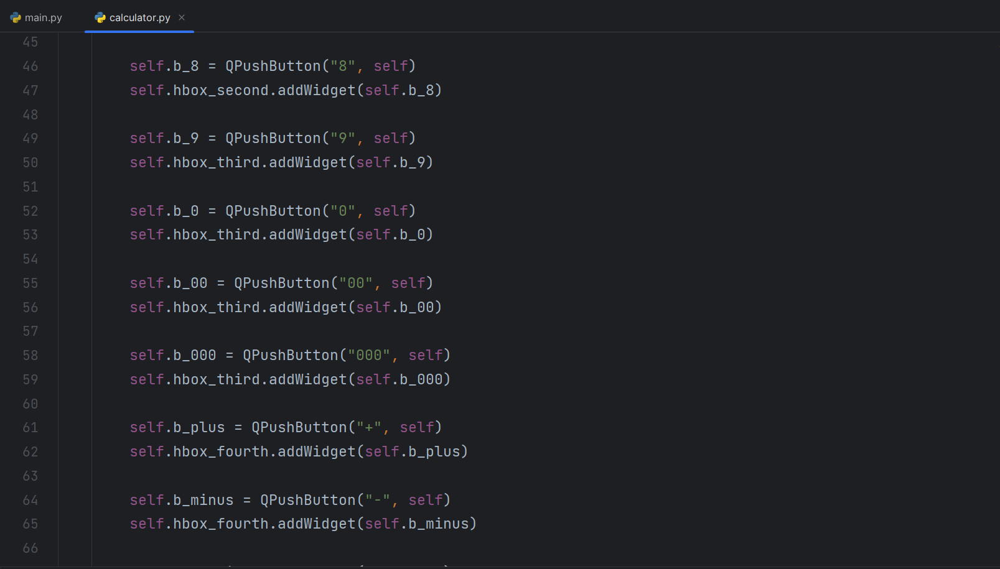 main.py calculator.py
45
46 self.b_8 = QPushButton("8", self)
47 self.hbox_second.addWidget(self.b_8)
48
49 self.b_9 = QPushButton("9", self)
50 self.hbox_third.addWidget(self.b_9)
51
52 self.b_0 = QPushButton("0", self)
53 self.hbox_third.addWidget(self.b_0)
54
55 self.b_00 = QPushButton("00", self)
56 self.hbox_third.addWidget(self.b_00)
57
58 self.b_000 = QPushButton("000", self)
59 self.hbox_third.addWidget(self.b_000)
60
61 self.b_plus = QPushButton("+", self)
62 self.hbox_fourth.addWidget(self.b_plus)
63
64 self.b_minus = QPushButton("-", self)
65 self.hbox_fourth.addWidget(self.b_minus)
66